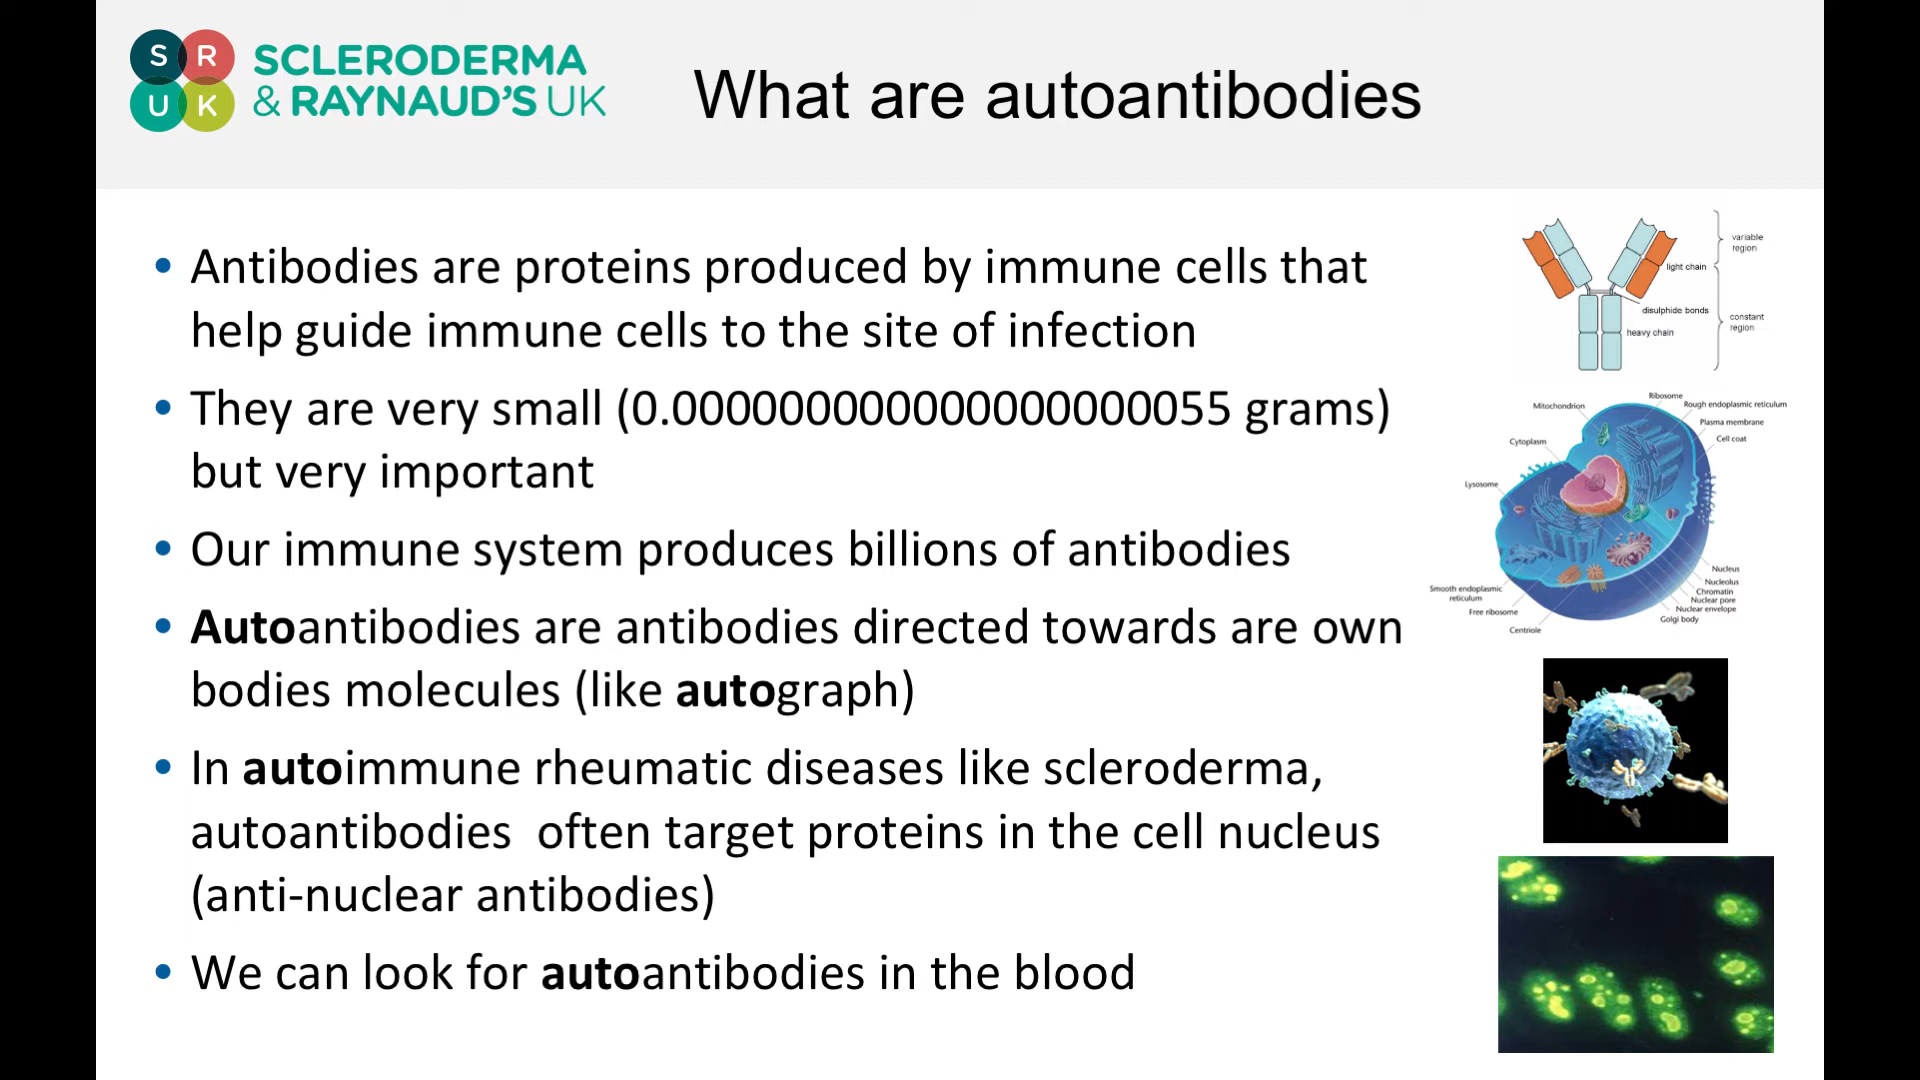 S R
U K
SCLERODERMA
& RAYNAUD'S UK
What are autoantibodies
• Antibodies are proteins produced by immune cells that
help guide immune cells to the site of infection
• They are very small (0.000000000000000000055 grams)
but very important
• Our immune system produces billions of antibodies
• Autoantibodies are antibodies directed towards are own
bodies molecules (like autograph)
• In autoimmune rheumatic diseases like scleroderma,
autoantibodies  often target proteins in the cell nucleus
(anti-nuclear antibodies)
• We can look for autoantibodies in the blood
variable
region
light chain
disulphide bonds
constant
region
heavy chain
Ribosome
Mitochondrion
Rough endoplasmic reticulum
Plasma membrane
Cytoplasm
Cell coat
Lysosome
Nucleus
Nucleolus
Smooth endoplasmic
reticulum
Chromatin
Nuclear pore
Free ribosome
Nuclear envelope
Golgi body
Centriole